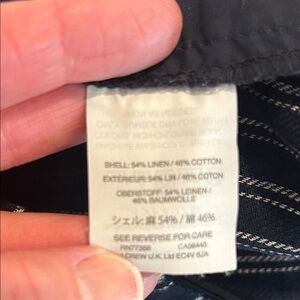 SHELL: 54% LINEN / 46% COTTON
EXTÉRIEUR: 54% LIN / 46% COTON
OBERSTOFF: 54% LEINEN /
46% BAUMWOLLE
シェル: 麻 54% / 綿 46%
SEE REVERSE FOR CARE
RN77388 CA56445
J.CREW U.K. Ltd EC4V 6JA